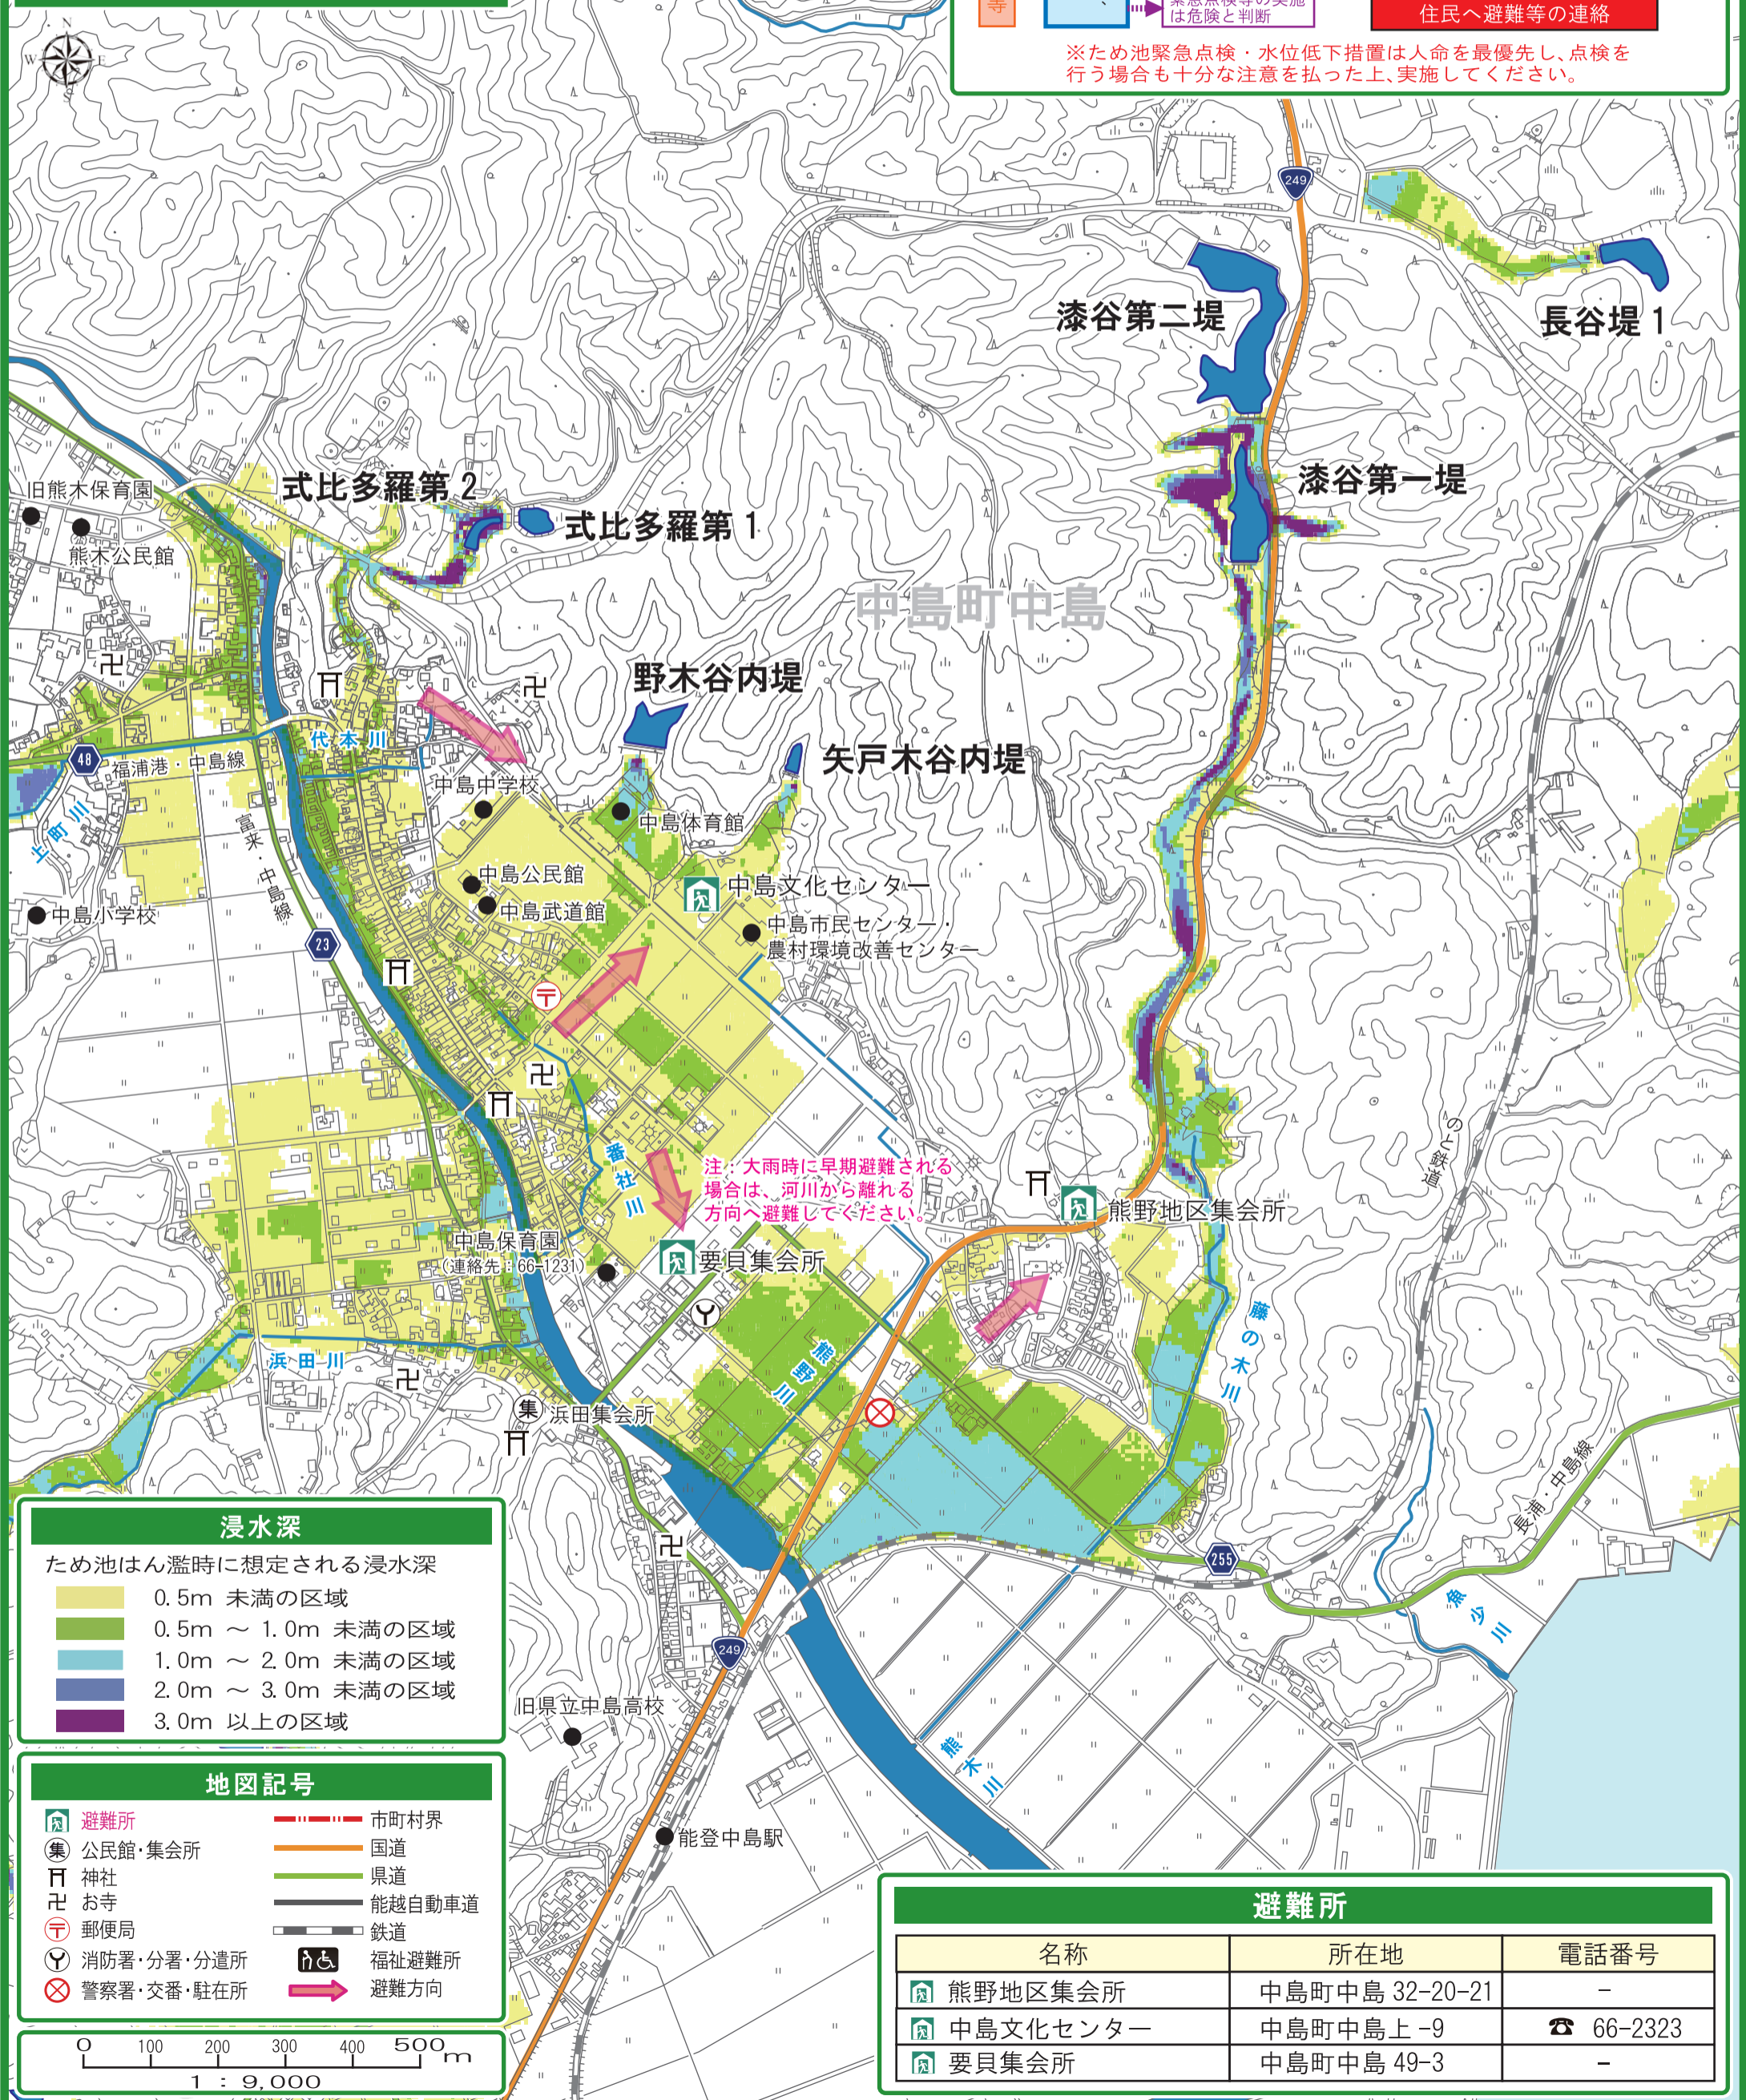 等
緊急点検等の実施
は危険と判断
住民へ避難等の連絡
※ため池緊急点検・水位低下措置は人命を最優先し、点検を
行う場合も十分な注意を払った上、実施してください。
N
W
E
S
249
漆谷第二堤
長谷堤1
漆谷第一堤
旧熊木保育園
式比多羅第2
式比多羅第1
熊木公民館
中島町中島
野木谷内堤
矢戸木谷内堤
代本川
48
福浦港・中島線
上町川
中島中学校
中島体育館
富来・中島線
中島公民館
中島文化センター
中島武道館
中島小学校
中島市民センター・
農村環境改善センター
23
番社川
注：大雨時に早期避難される
場合は、河川から離れる
方向へ避難してください。
のと鉄道
熊野地区集会所
中島保育園
(連絡先：66-1231)
要貝集会所
藤の木川
浜田川
熊野川
浜田集会所
長浦・中島線
255
魚少川
249
旧県立中島高校
熊木川
能登中島駅
浸水深
ため池はん濫時に想定される浸水深
0.5m 未満の区域
0.5m ～ 1.0m 未満の区域
1.0m ～ 2.0m 未満の区域
2.0m ～ 3.0m 未満の区域
3.0m 以上の区域
地図記号
避難所
市町村界
集
公民館・集会所
国道
神社
県道
お寺
能越自動車道
郵便局
鉄道
消防署・分署・分遣所
福祉避難所
警察署・交番・駐在所
避難方向
0 100 200 300 400 500m
1 : 9,000
避難所
名称 所在地 電話番号
熊野地区集会所 中島町中島 32-20-21 −
中島文化センター 中島町中島上-9 ☎ 66-2323
要貝集会所 中島町中島 49-3 −